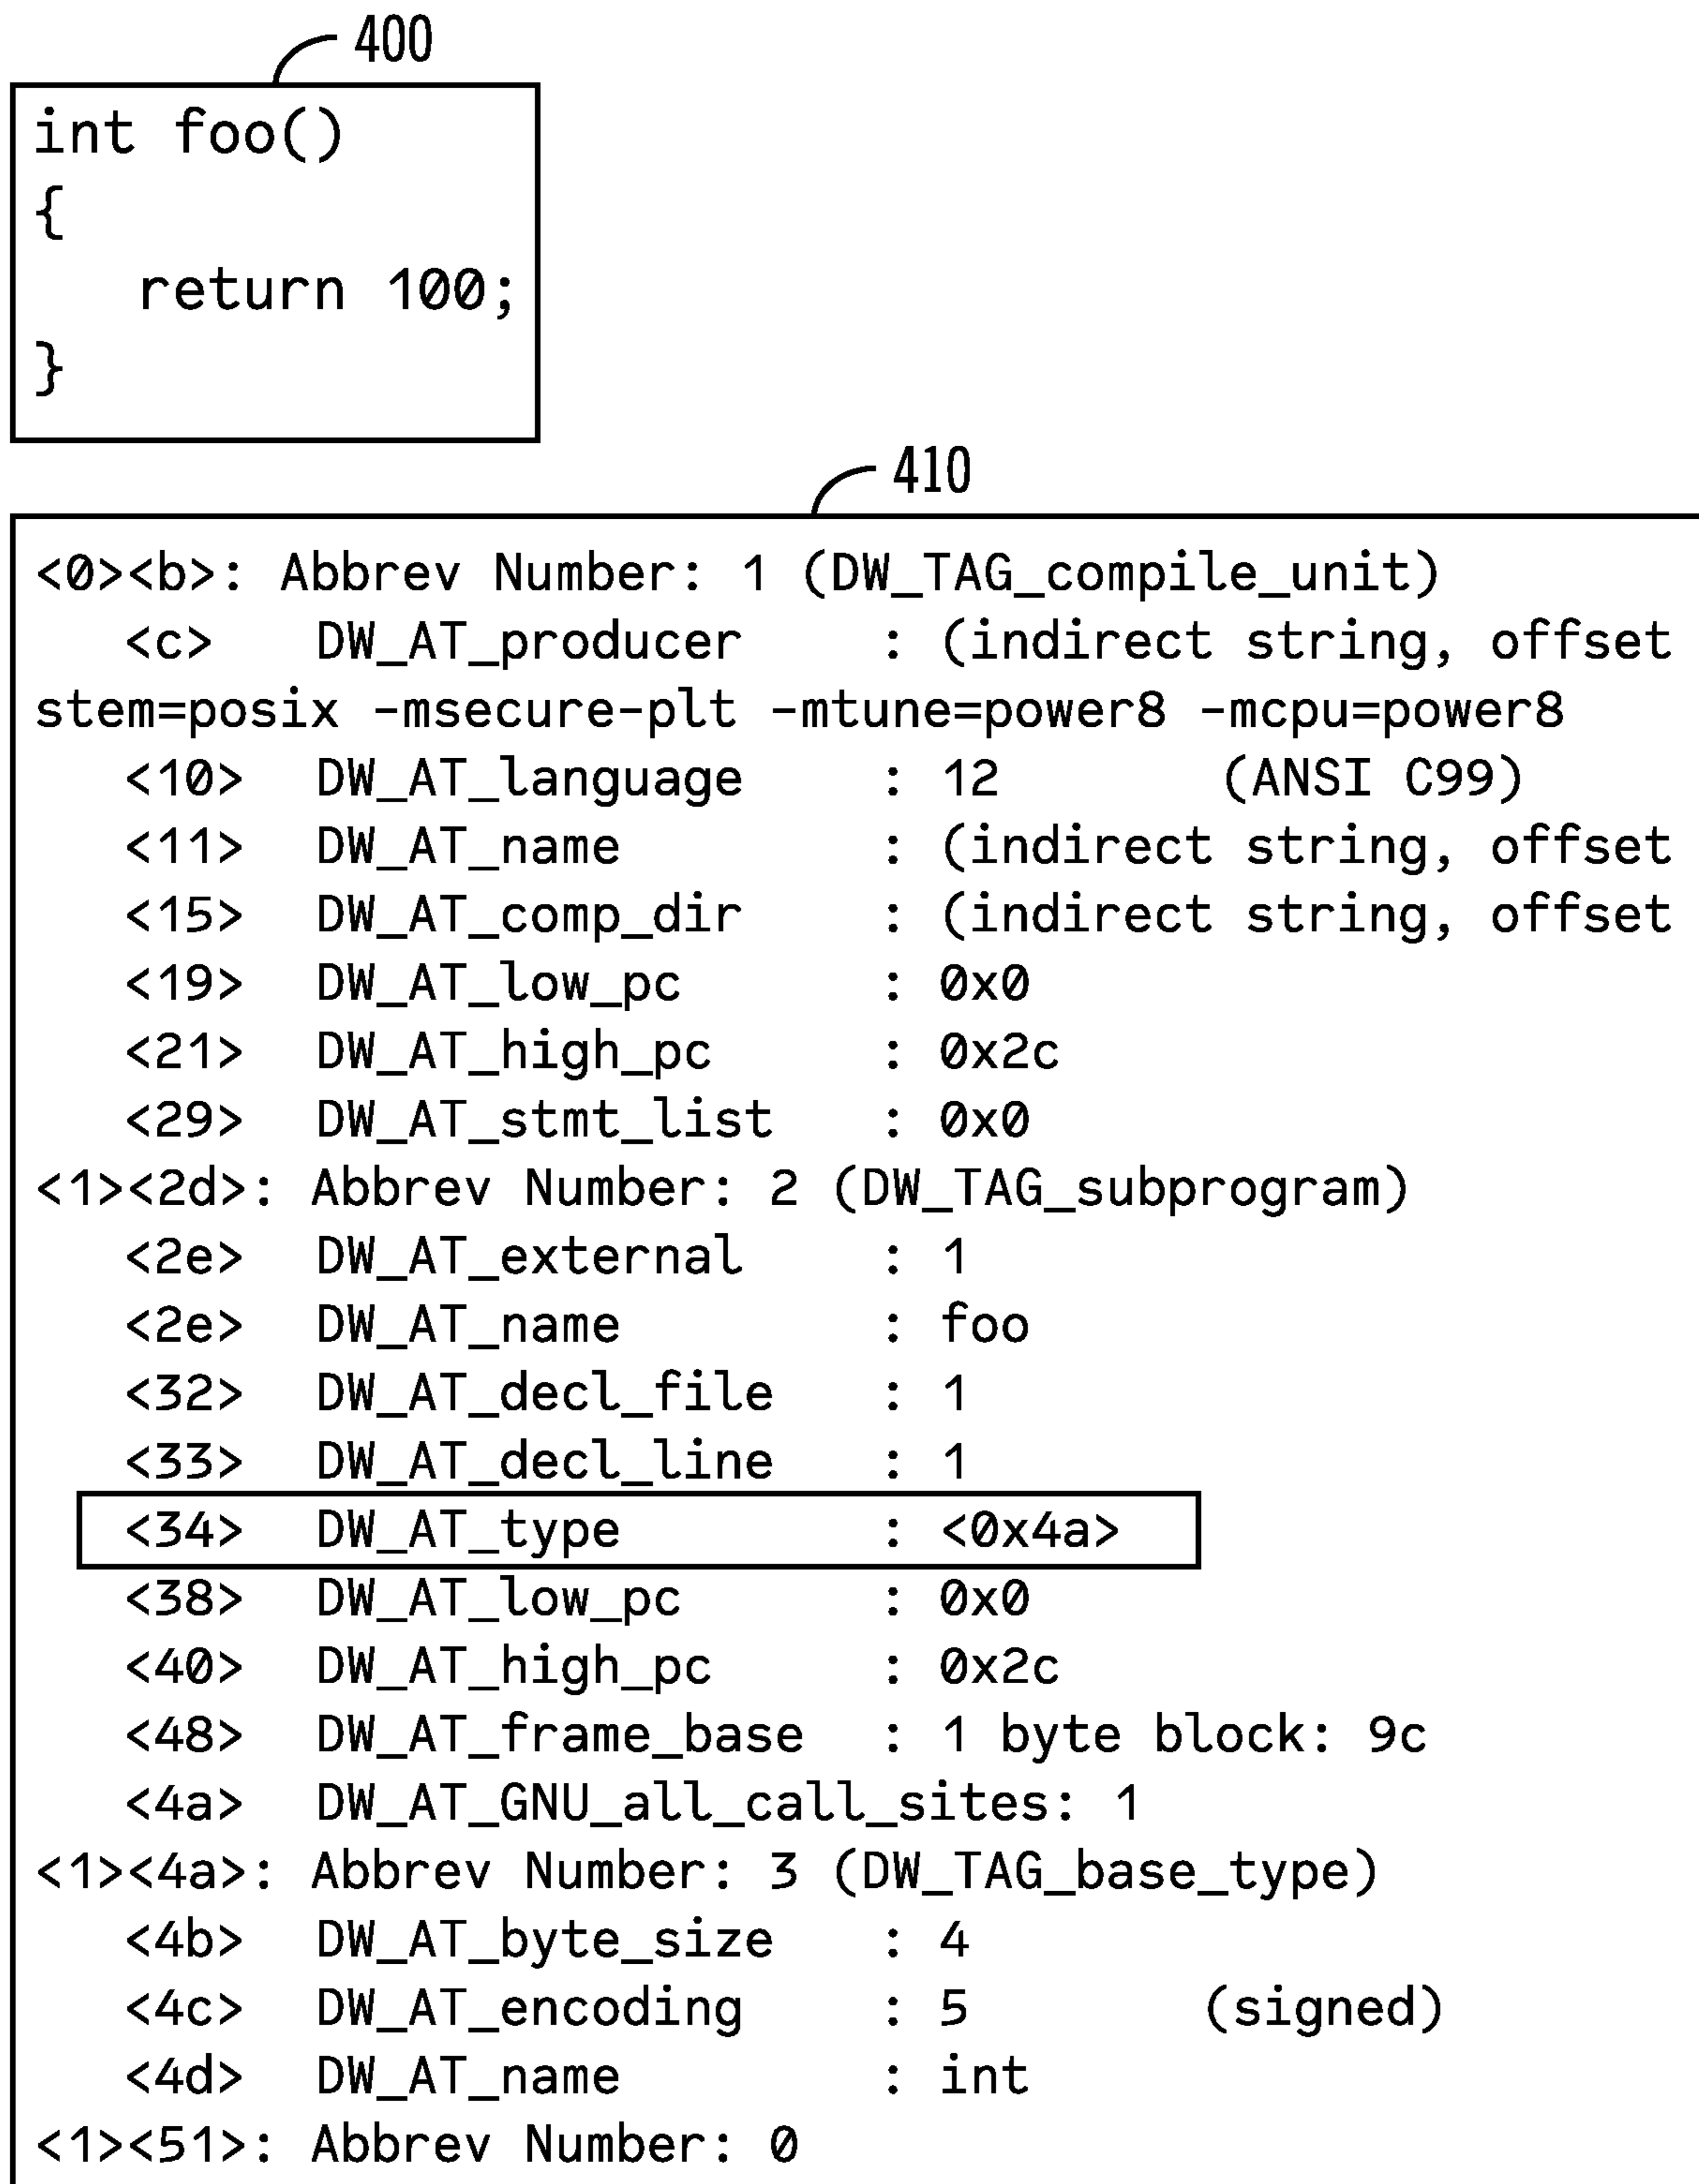 400
int foo()
{
   return 100;
}
410
<0><b>: Abbrev Number: 1 (DW_TAG_compile_unit)
   <c>   DW_AT_producer     : (indirect string, offset
stem=posix -msecure-plt -mtune=power8 -mcpu=power8
   <10>  DW_AT_language     : 12       (ANSI C99)
   <11>  DW_AT_name         : (indirect string, offset
   <15>  DW_AT_comp_dir     : (indirect string, offset
   <19>  DW_AT_low_pc       : 0x0
   <21>  DW_AT_high_pc      : 0x2c
   <29>  DW_AT_stmt_list    : 0x0
<1><2d>: Abbrev Number: 2 (DW_TAG_subprogram)
   <2e>  DW_AT_external     : 1
   <2e>  DW_AT_name         : foo
   <32>  DW_AT_decl_file    : 1
   <33>  DW_AT_decl_line    : 1
   <34>  DW_AT_type         : <0x4a>
   <38>  DW_AT_low_pc       : 0x0
   <40>  DW_AT_high_pc      : 0x2c
   <48>  DW_AT_frame_base   : 1 byte block: 9c
   <4a>  DW_AT_GNU_all_call_sites: 1
<1><4a>: Abbrev Number: 3 (DW_TAG_base_type)
   <4b>  DW_AT_byte_size    : 4
   <4c>  DW_AT_encoding     : 5       (signed)
   <4d>  DW_AT_name         : int
<1><51>: Abbrev Number: 0